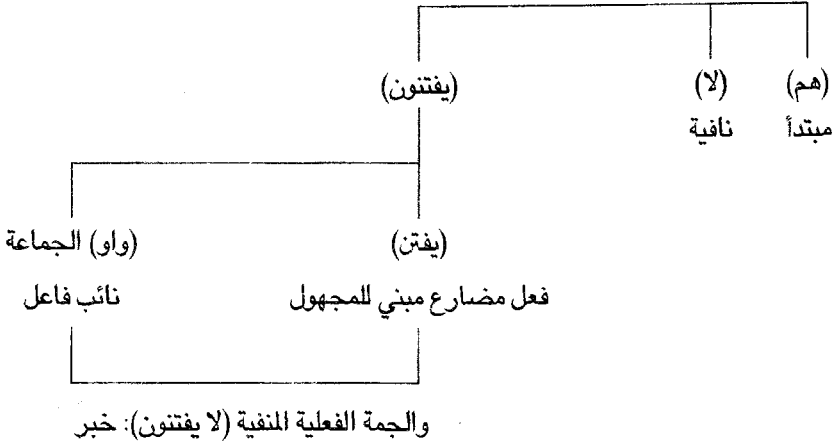 (هم) (لا) (يفتنون)
مبتدأ نافية
(يفتن) (واو) الجماعة
فعل مضارع مبني للمجهول نائب فاعل
والجمة الفعلية المنفية (لا يفتنون): خبر